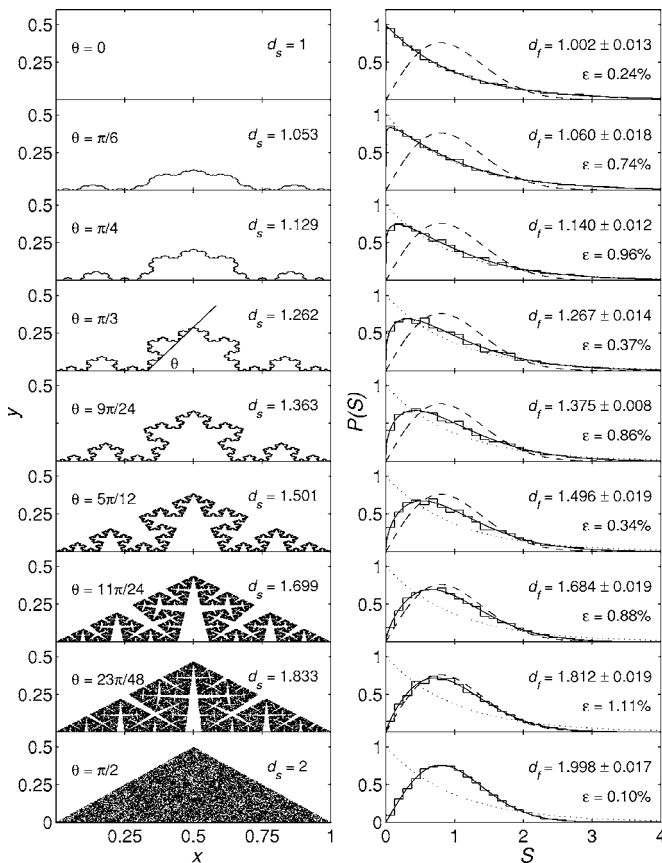 0.5
0.25
θ = 0
d_s = 1
1
0.5
d_f = 1.002 ± 0.013
ε = 0.24%
0.5
0.25
θ = π/6
d_s = 1.053
1
0.5
d_f = 1.060 ± 0.018
ε = 0.74%
0.5
0.25
θ = π/4
d_s = 1.129
1
0.5
d_f = 1.140 ± 0.012
ε = 0.96%
0.5
0.25
θ = π/3
d_s = 1.262
θ
1
0.5
d_f = 1.267 ± 0.014
ε = 0.37%
y
0.5
0.25
θ = 9π/24
d_s = 1.363
P(S)
1
0.5
d_f = 1.375 ± 0.008
ε = 0.86%
0.5
0.25
θ = 5π/12
d_s = 1.501
1
0.5
d_f = 1.496 ± 0.019
ε = 0.34%
0.5
0.25
θ = 11π/24
d_s = 1.699
1
0.5
d_f = 1.684 ± 0.019
ε = 0.88%
0.5
0.25
θ = 23π/48
d_s = 1.833
1
0.5
d_f = 1.812 ± 0.019
ε = 1.11%
0.5
0.25
0
θ = π/2
d_s = 2
1
0.5
0
d_f = 1.998 ± 0.017
ε = 0.10%
0.25 0.5 0.75 1
x
0 1 2 3 4
S